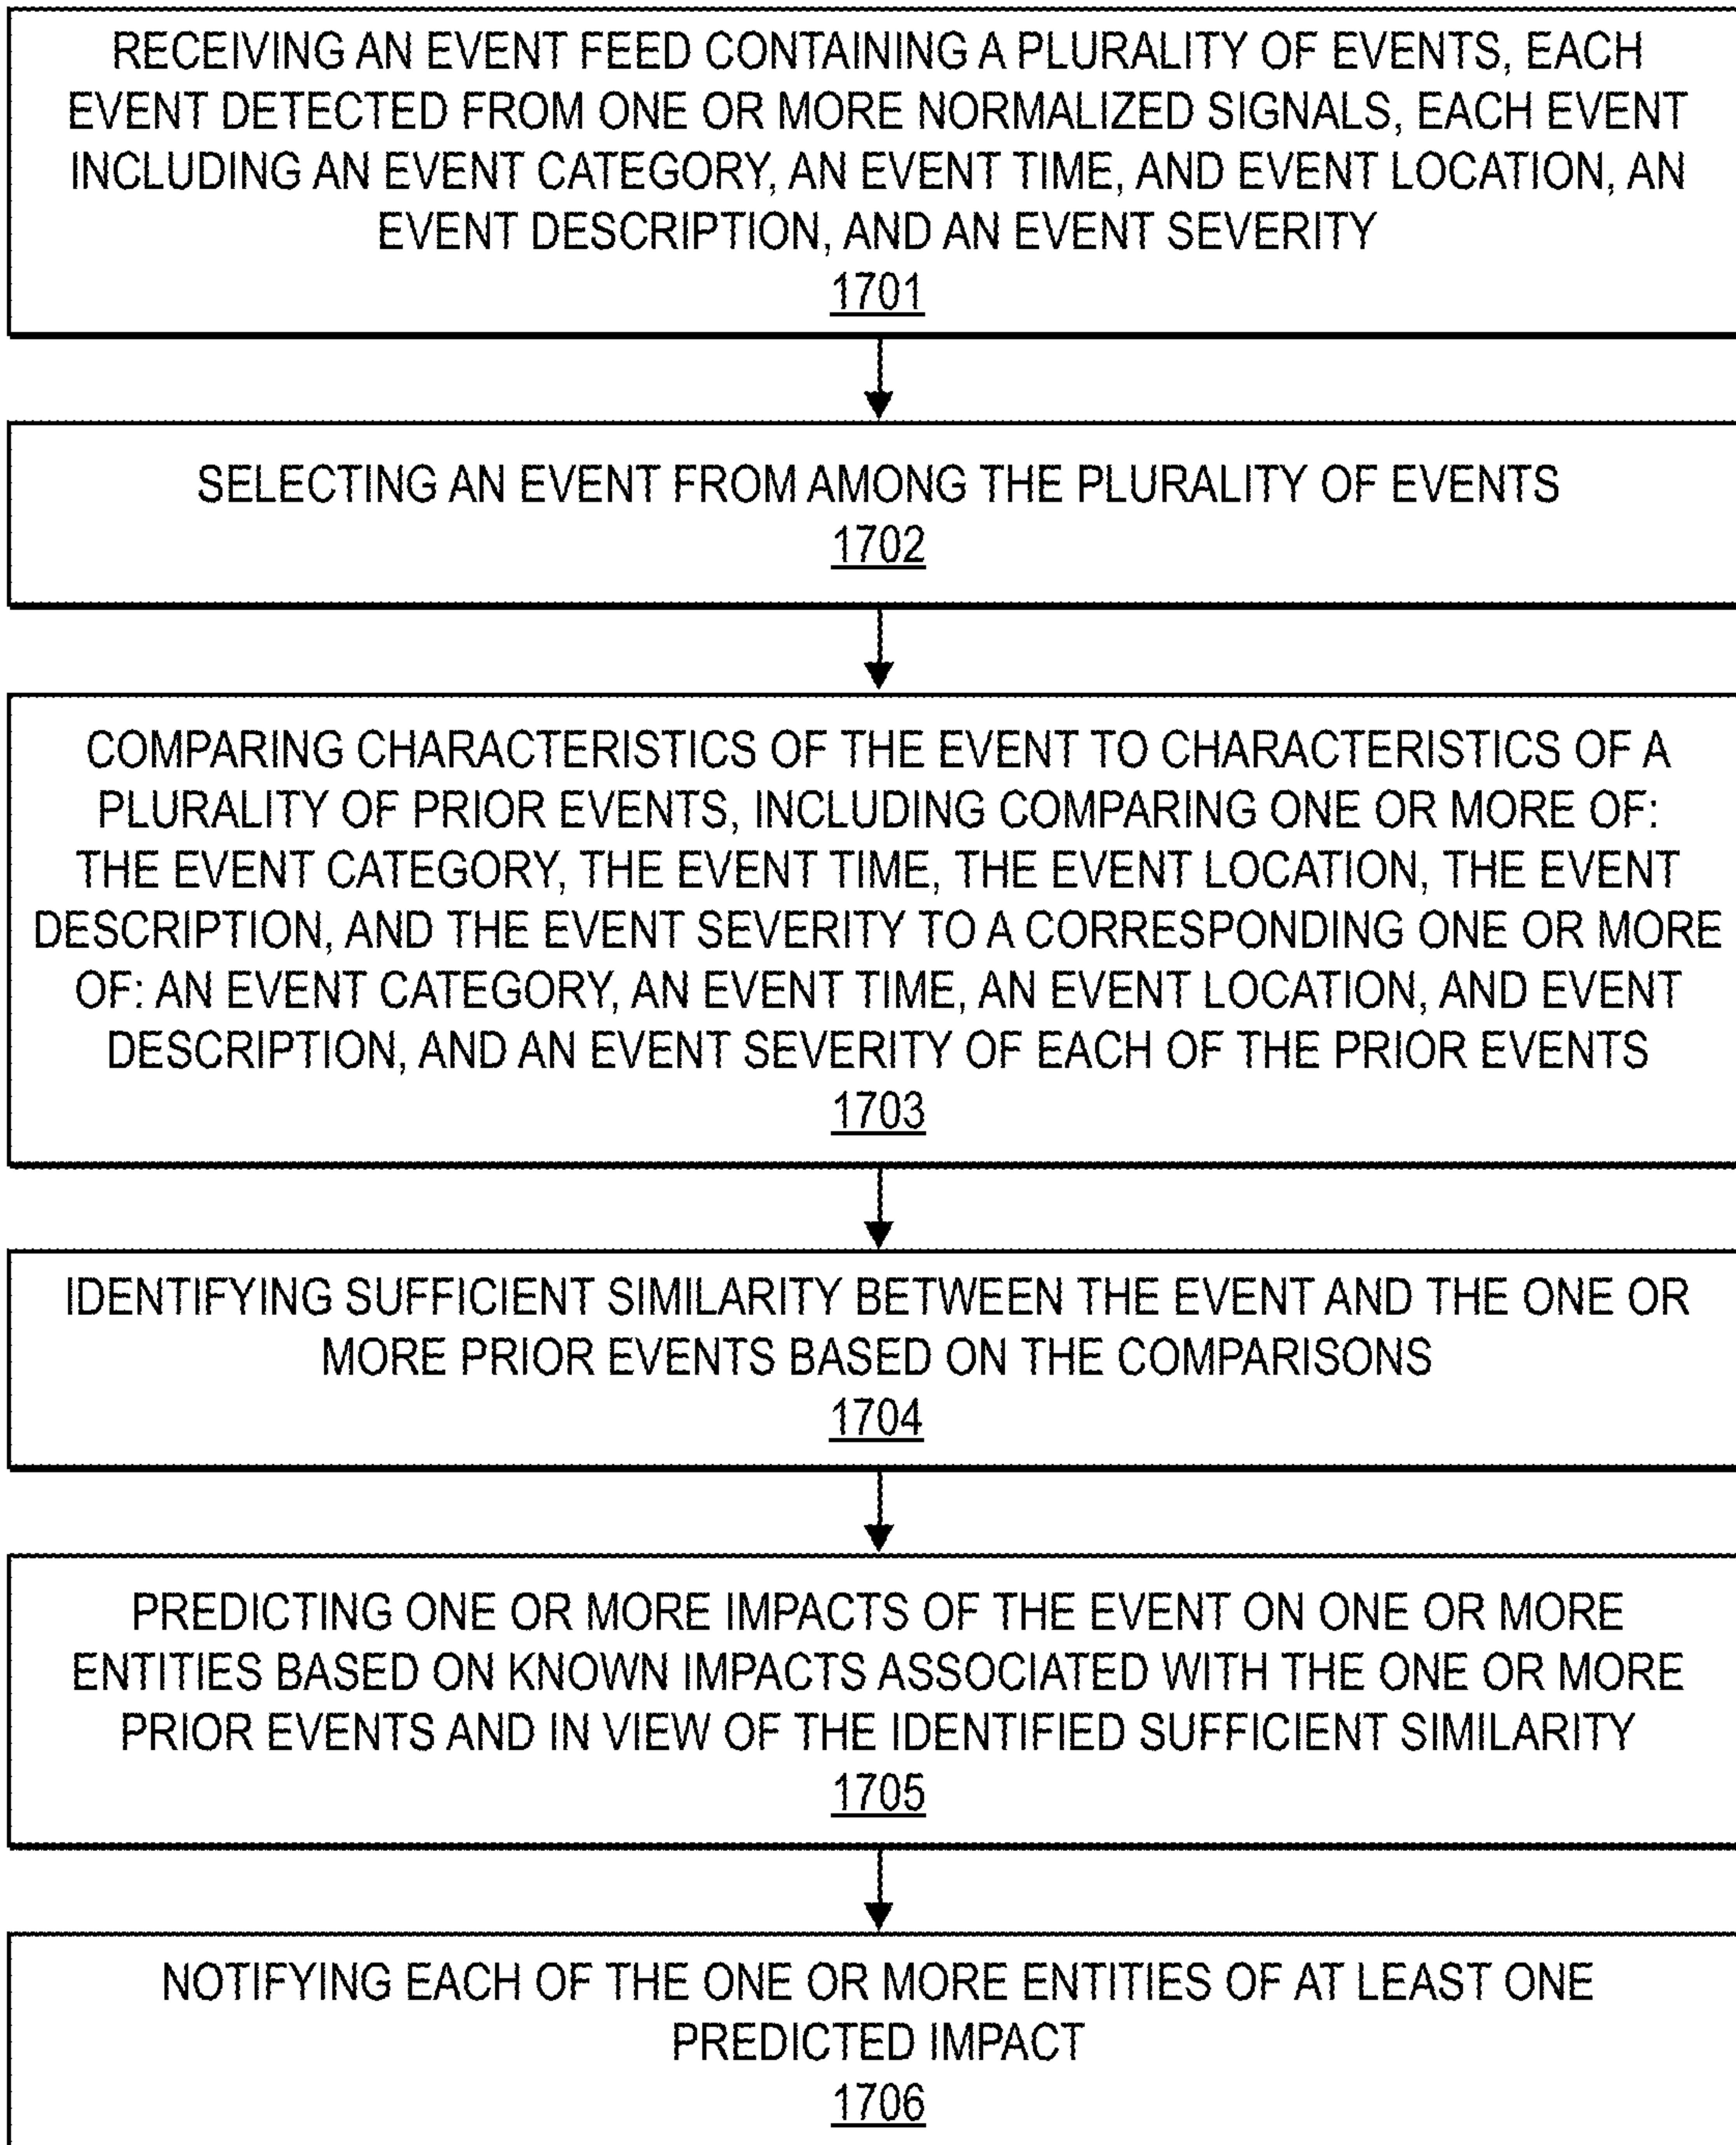 RECEIVING AN EVENT FEED CONTAINING A PLURALITY OF EVENTS, EACH
EVENT DETECTED FROM ONE OR MORE NORMALIZED SIGNALS, EACH EVENT
INCLUDING AN EVENT CATEGORY, AN EVENT TIME, AND EVENT LOCATION, AN
EVENT DESCRIPTION, AND AN EVENT SEVERITY
1701
SELECTING AN EVENT FROM AMONG THE PLURALITY OF EVENTS
1702
COMPARING CHARACTERISTICS OF THE EVENT TO CHARACTERISTICS OF A
PLURALITY OF PRIOR EVENTS, INCLUDING COMPARING ONE OR MORE OF:
THE EVENT CATEGORY, THE EVENT TIME, THE EVENT LOCATION, THE EVENT
DESCRIPTION, AND THE EVENT SEVERITY TO A CORRESPONDING ONE OR MORE
OF: AN EVENT CATEGORY, AN EVENT TIME, AN EVENT LOCATION, AND EVENT
DESCRIPTION, AND AN EVENT SEVERITY OF EACH OF THE PRIOR EVENTS
1703
IDENTIFYING SUFFICIENT SIMILARITY BETWEEN THE EVENT AND THE ONE OR
MORE PRIOR EVENTS BASED ON THE COMPARISONS
1704
PREDICTING ONE OR MORE IMPACTS OF THE EVENT ON ONE OR MORE
ENTITIES BASED ON KNOWN IMPACTS ASSOCIATED WITH THE ONE OR MORE
PRIOR EVENTS AND IN VIEW OF THE IDENTIFIED SUFFICIENT SIMILARITY
1705
NOTIFYING EACH OF THE ONE OR MORE ENTITIES OF AT LEAST ONE
PREDICTED IMPACT
1706